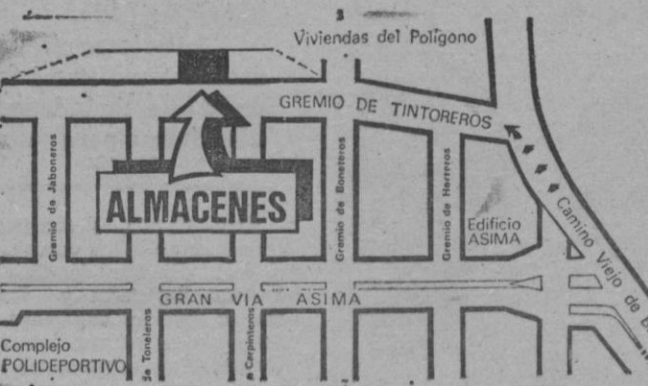 Viviendas del Polígono
GREMIO DE TINTOREROS
Gremio de Jaboneros
ALMACENES
Gremio de Boneteros
Gremio de Herreros
Edificio
ASIMA
Camino Viejo de
GRAN VIA ASIMA
Complejo
POLIDEPORTIVO
de Toneleros
Carpinteros